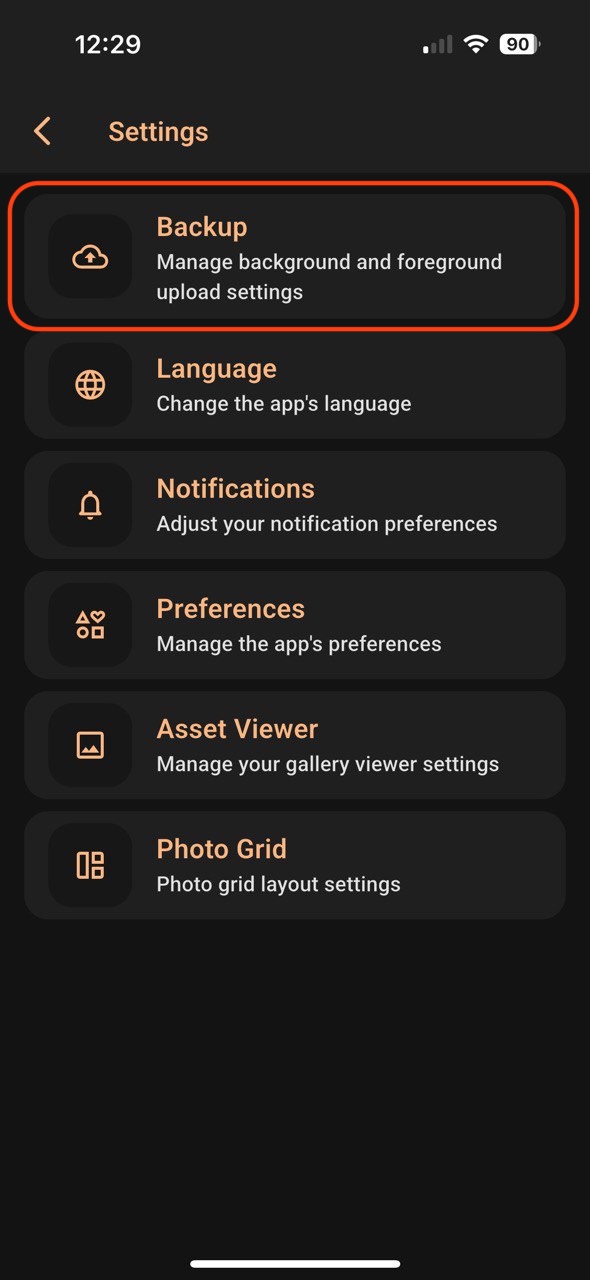 12:29
90
Settings
Backup
Manage background and foreground
upload settings
Language
Change the app's language
Notifications
Adjust your notification preferences
Preferences
Manage the app's preferences
Asset Viewer
Manage your gallery viewer settings
Photo Grid
Photo grid layout settings